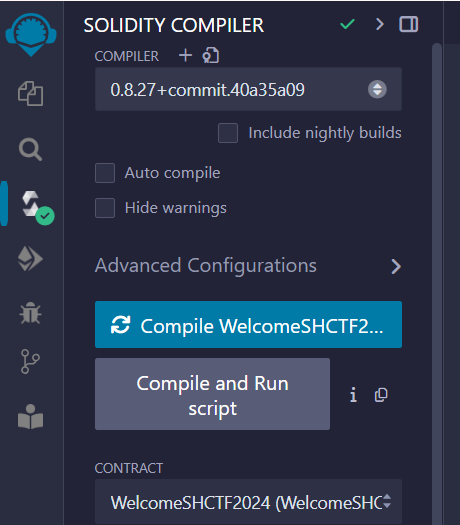 SOLIDITY COMPILER
COMPILER
0.8.27+commit.40a35a09
Include nightly builds
Auto compile
Hide warnings
Advanced Configurations
Compile WelcomeSHCTF2...
Compile and Run
script
i
CONTRACT
WelcomeSHCTF2024 (WelcomeSHC